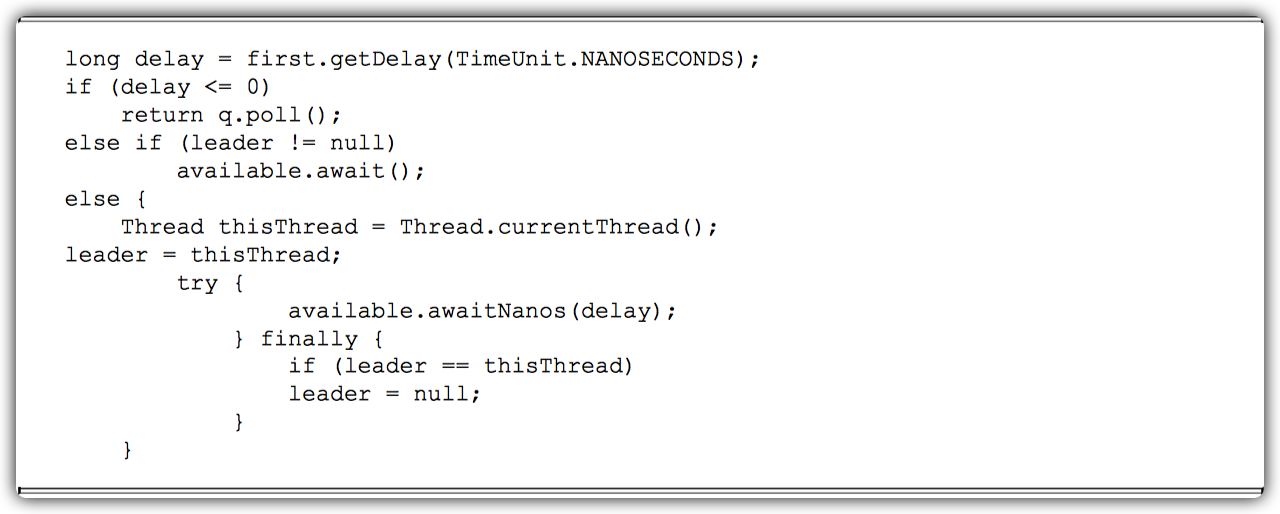 long delay = first.getDelay(TimeUnit.NANOSECONDS);
if (delay <= 0)
    return q.poll();
else if (leader != null)
        available.await();
else {
    Thread thisThread = Thread.currentThread();
leader = thisThread;
        try {
                available.awaitNanos(delay);
            } finally {
                if (leader == thisThread)
                leader = null;
            }
    }